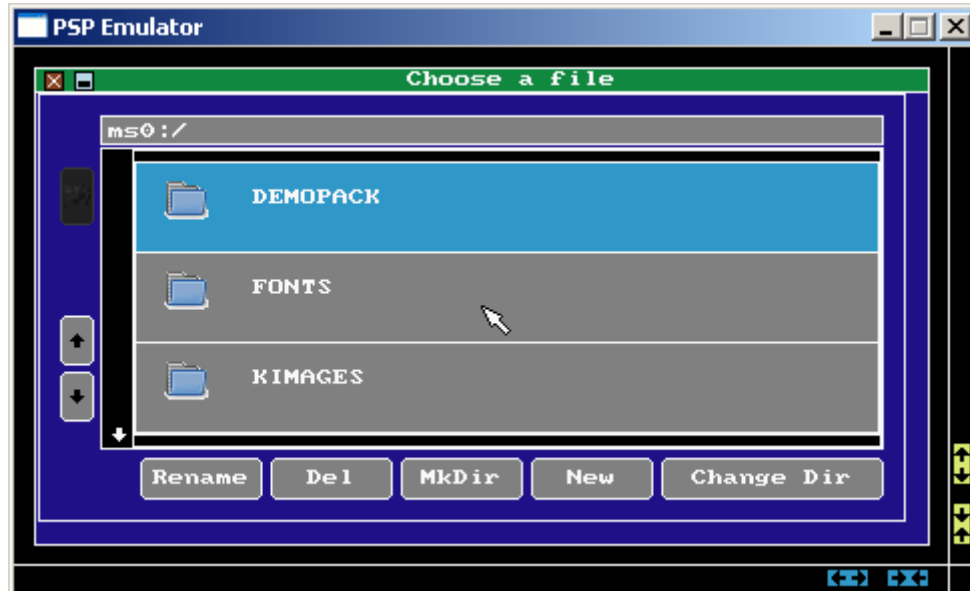 PSP Emulator
Choose a file
ms0:/
DEMOPACK
FONTS
KIMAGES
Rename Del MkDir New Change Dir